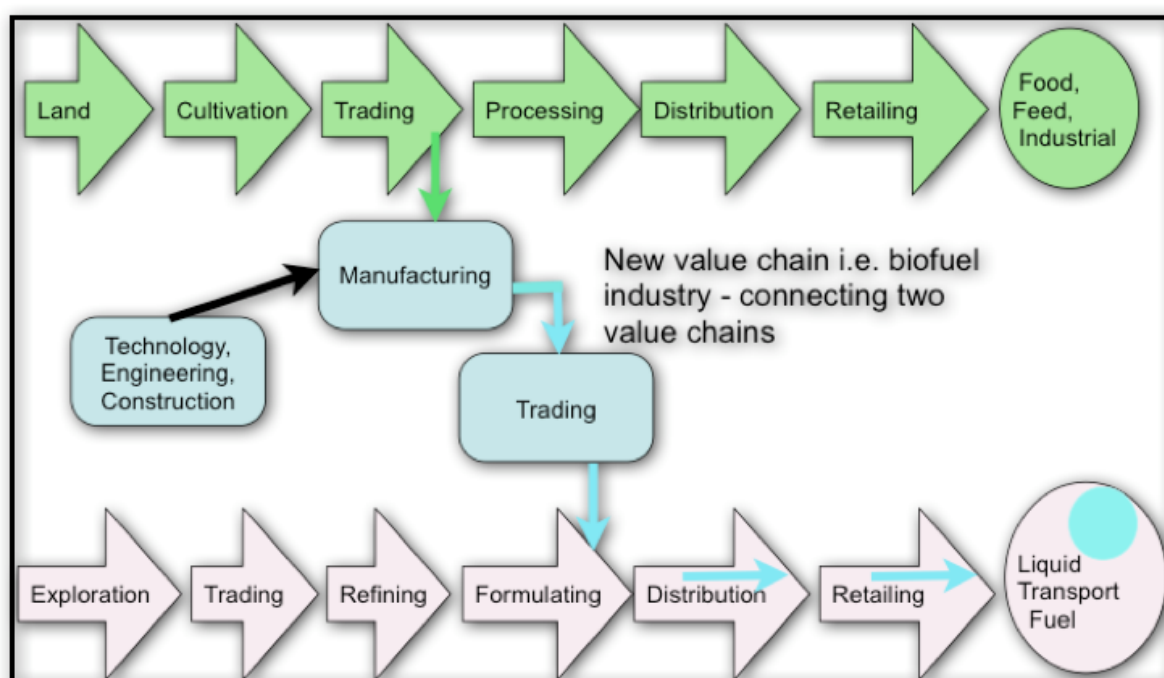 Land
Cultivation
Trading
Processing
Distribution
Retailing
Food,
Feed,
Industrial
Manufacturing
New value chain i.e. biofuel
industry - connecting two
value chains
Technology,
Engineering,
Construction
Trading
Exploration
Trading
Refining
Formulating
Distribution
Retailing
Liquid
Transport
Fuel